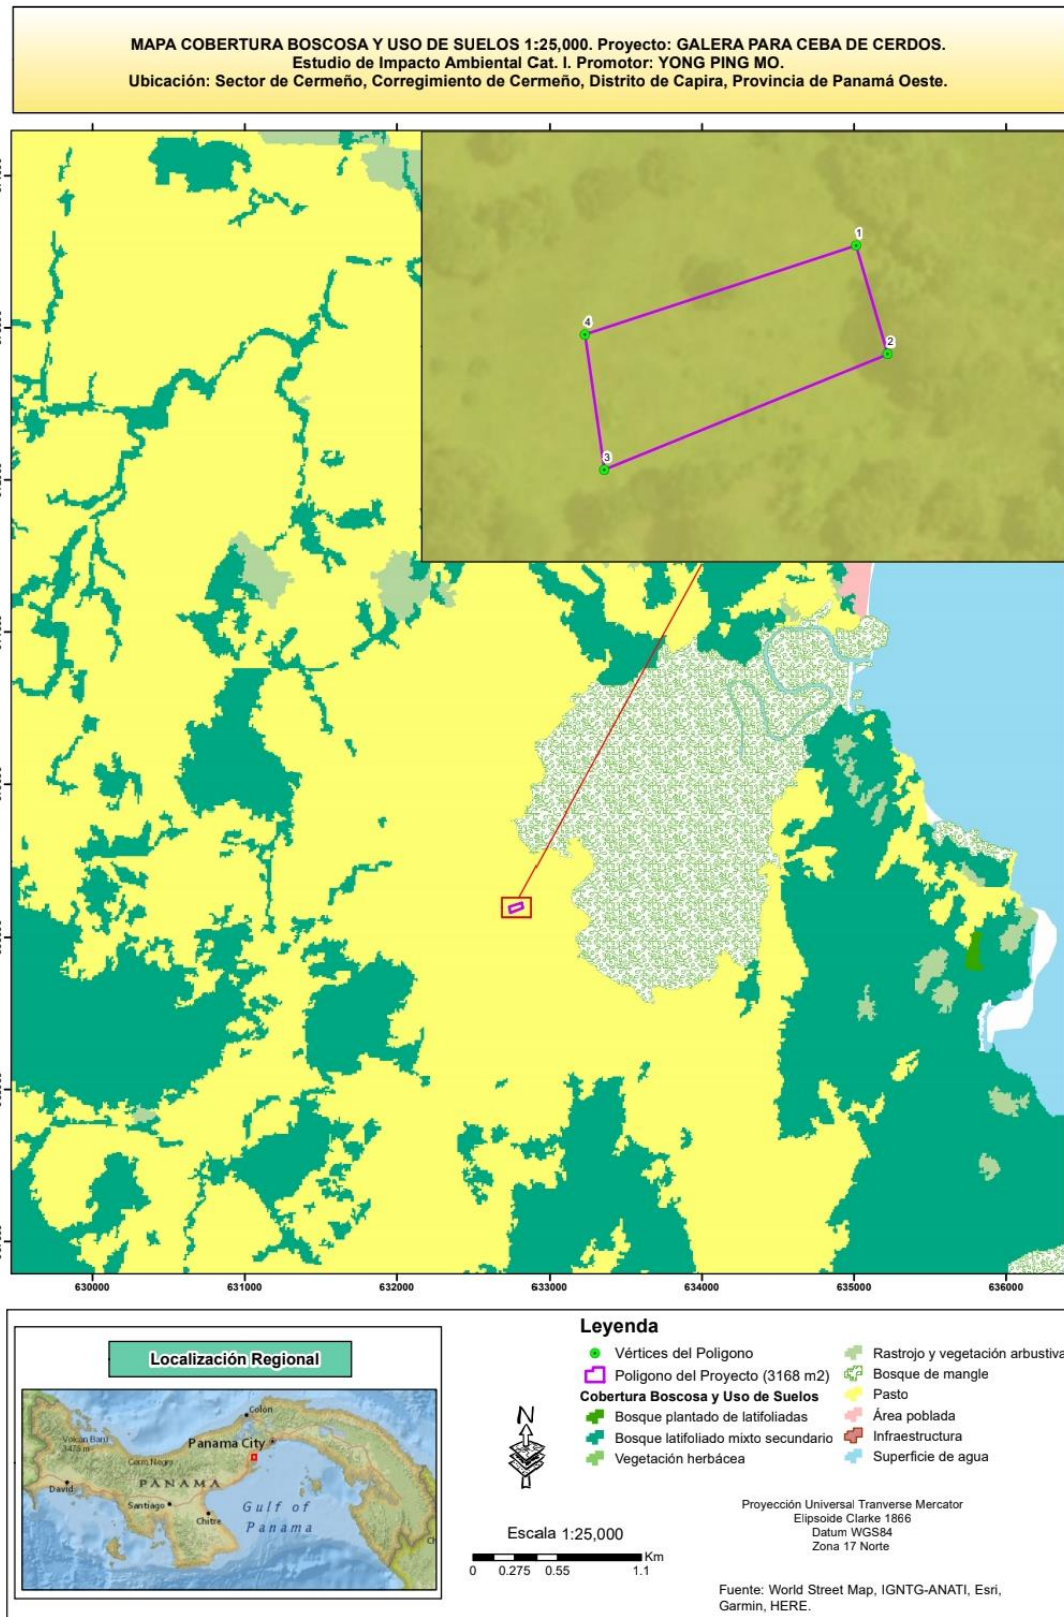 MAPA COBERTURA BOSCOSA Y USO DE SUELOS 1:25,000. Proyecto: GALERA PARA CEBA DE CERDOS.
Estudio de Impacto Ambiental Cat. I. Promotor: YONG PING MO.
Ubicación: Sector de Cermeño, Corregimiento de Cermeño, Distrito de Capira, Provincia de Panamá Oeste.
1
2
3
4
630000
631000
632000
633000
634000
635000
636000
Localización Regional
Colon
Panama City
PANAMA
David
Santiago
Chitre
Gulf of
Panama
Leyenda
Vértices del Poligono
Poligono del Proyecto (3168 m2)
Cobertura Boscosa y Uso de Suelos
Bosque plantado de latifoliadas
Bosque latifoliado mixto secundario
Vegetación herbácea
Rastrojo y vegetación arbustiva
Bosque de mangle
Pasto
Área poblada
Infraestructura
Superficie de agua
N
Escala 1:25,000
Km
0 0.275 0.55 1.1
Proyección Universal Tranverse Mercator
Elipsoide Clarke 1866
Datum WGS84
Zona 17 Norte
Fuente: World Street Map, IGNTG-ANATI, Esri,
Garmin, HERE.